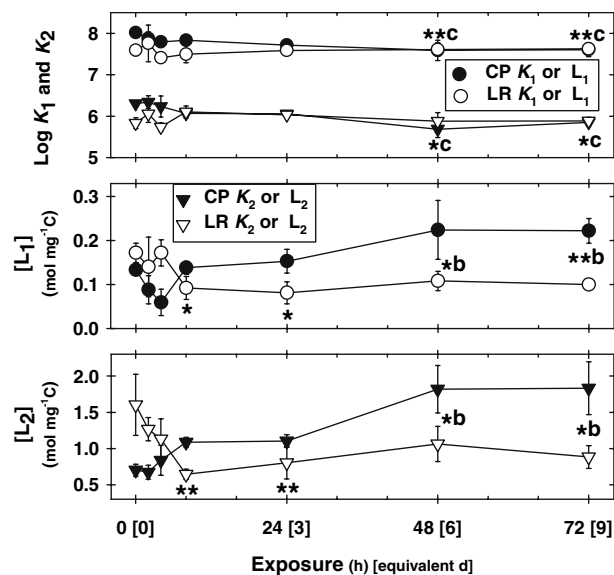 8
7
6
5
Log K1 and K2
**c
**c
CP K1 or L1
LR K1 or L1
*c
*c
0.3
0.2
0.1
0.0
[L1]
(mol mg⁻¹C)
CP K2 or L2
LR K2 or L2
*
*
*b
**b
2.0
1.5
1.0
0.5
[L2]
(mol mg⁻¹C)
**
**
*b
*b
0 [0]
24 [3]
48 [6]
72 [9]
Exposure (h) [equivalent d]